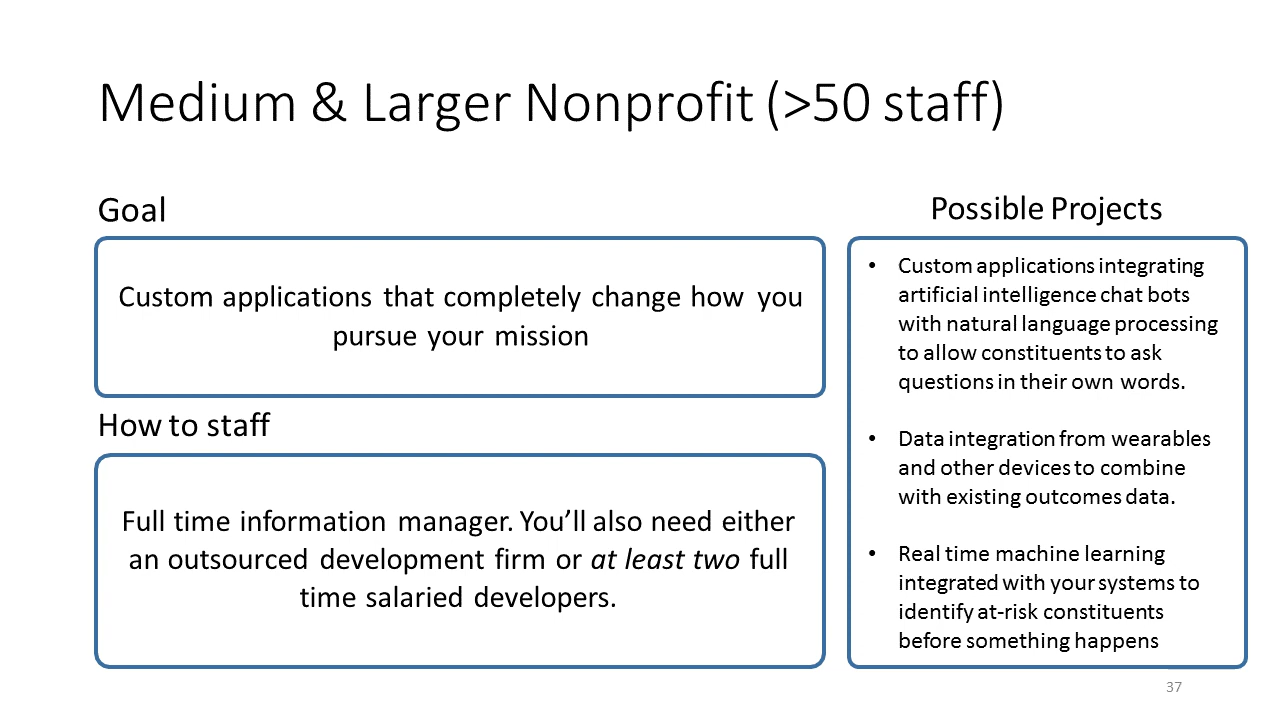 Medium & Larger Nonprofit (>50 staff)
Goal
Custom applications that completely change how you
pursue your mission
How to staff
Full time information manager. You’ll also need either
an outsourced development firm or at least two full
time salaried developers.
Possible Projects
• Custom applications integrating
artificial intelligence chat bots
with natural language processing
to allow constituents to ask
questions in their own words.
• Data integration from wearables
and other devices to combine
with existing outcomes data.
• Real time machine learning
integrated with your systems to
identify at-risk constituents
before something happens
37